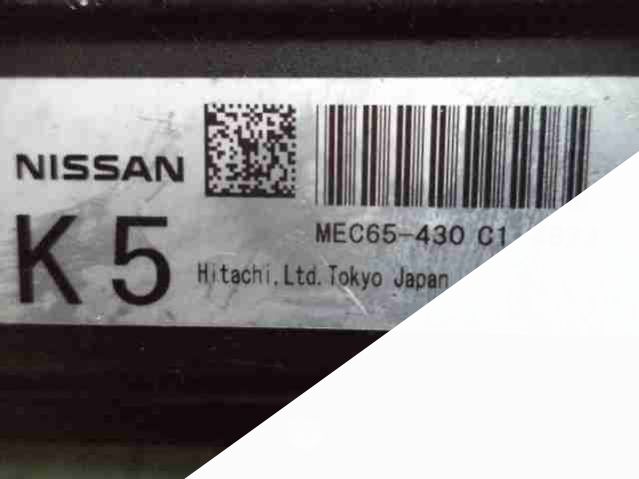 NISSAN
K5
MEC65-430 C1
Hitachi,Ltd. Tokyo Japan